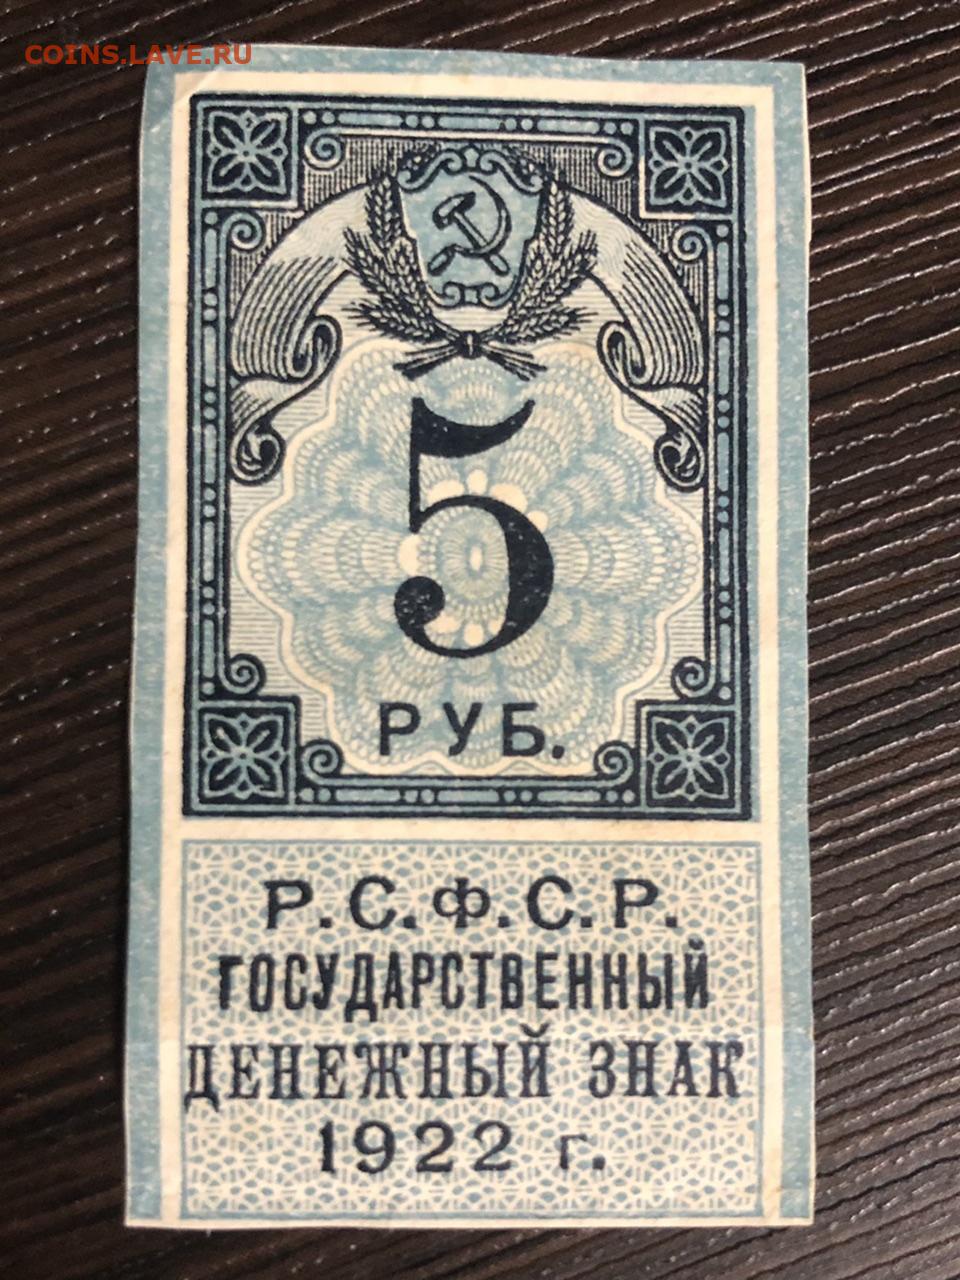 COINS.LAVE.RU
5
РУБ.
Р.С.Ф.С.Р.
ГОСУДАРСТВЕННЫЙ
ДЕНЕЖНЫЙ ЗНАК
1922 г.